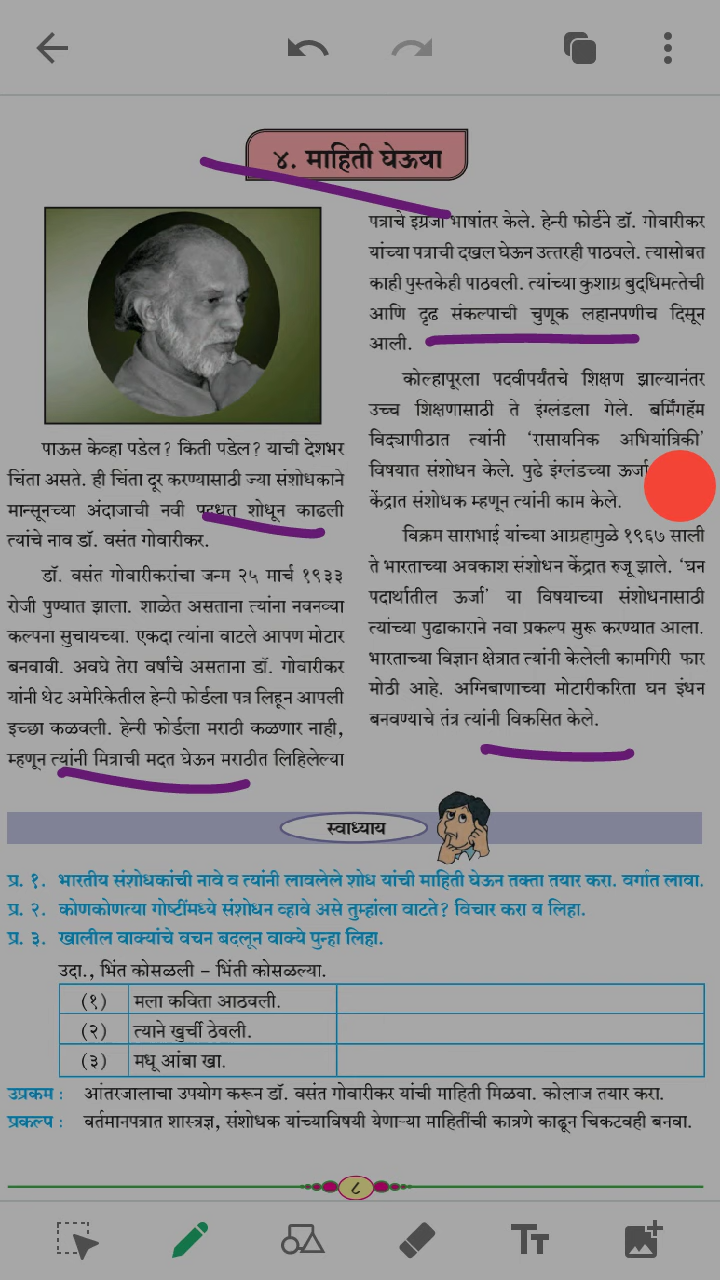 ४. माहिती घेऊया
पाऊस केव्हा पडेल? किती पडेल? याची देशभर
चिंता असते. ही चिंता दूर करण्यासाठी ज्या संशोधकाने
मान्सूनच्या अंदाजाची नवी पद्धत शोधून काढली
त्यांचे नाव डॉ. वसंत गोवारीकर.
डॉ. वसंत गोवारीकरांचा जन्म २५ मार्च १९३३
रोजी पुण्यात झाला. शाळेत असताना त्यांना नवनव्या
कल्पना सुचायच्या. एकदा त्यांना वाटले आपण मोटार
बनवावी. अवघे तेरा वर्षांचे असताना डॉ. गोवारीकर
यांनी थेट अमेरिकेतील हेन्री फोर्डला पत्र लिहून आपली
इच्छा कळवली. हेन्री फोर्डला मराठी कळणार नाही,
म्हणून त्यांनी मित्राची मदत घेऊन मराठीत लिहिलेल्या
पत्राचे इंग्रजी भाषांतर केले. हेन्री फोर्डने डॉ. गोवारीकर
यांच्या पत्राची दखल घेऊन उत्तरही पाठवले. त्यासोबत
काही पुस्तकेही पाठवली. त्यांच्या कुशाग्र बुद्धिमत्तेची
आणि दृढ संकल्पाची चुणूक लहानपणीच दिसून
आली.
कोल्हापूरला पदवीपर्यंतचे शिक्षण झाल्यानंतर
उच्च शिक्षणासाठी ते इंग्लंडला गेले. बर्मिंगहॅम
विद्यापीठात त्यांनी 'रासायनिक अभियांत्रिकी'
विषयात संशोधन केले. पुढे इंग्लंडच्या ऊर्जा
केंद्रात संशोधक म्हणून त्यांनी काम केले.
विक्रम साराभाई यांच्या आग्रहामुळे १९६७ साली
ते भारताच्या अवकाश संशोधन केंद्रात रुजू झाले. 'घन
पदार्थातील ऊर्जा' या विषयाच्या संशोधनासाठी
त्यांच्या पुढाकाराने नवा प्रकल्प सुरू करण्यात आला.
भारताच्या विज्ञान क्षेत्रात त्यांनी केलेली कामगिरी फार
मोठी आहे. अग्निबाणाच्या मोटारीकरिता घन इंधन
बनवण्याचे तंत्र त्यांनी विकसित केले.
स्वाध्याय
प्र. १. भारतीय संशोधकांची नावे व त्यांनी लावलेले शोध यांची माहिती घेऊन तक्ता तयार करा. वर्गात लावा.
प्र. २. कोणकोणत्या गोष्टींमध्ये संशोधन व्हावे असे तुम्हांला वाटते? विचार करा व लिहा.
प्र. ३. खालील वाक्यांचे वचन बदलून वाक्ये पुन्हा लिहा.
उदा., भिंत कोसळली – भिंती कोसळल्या.
(१) मला कविता आठवली.
(२) त्याने खुर्ची ठेवली.
(३) मधू आंबा खा.
उपक्रम : आंतरजालाचा उपयोग करून डॉ. वसंत गोवारीकर यांची माहिती मिळवा. कोलाज तयार करा.
प्रकल्प : वर्तमानपत्रात शास्त्रज्ञ, संशोधक यांच्याविषयी येणाऱ्या माहितींची कात्रणे काढून चिकटवही बनवा.
८
TT